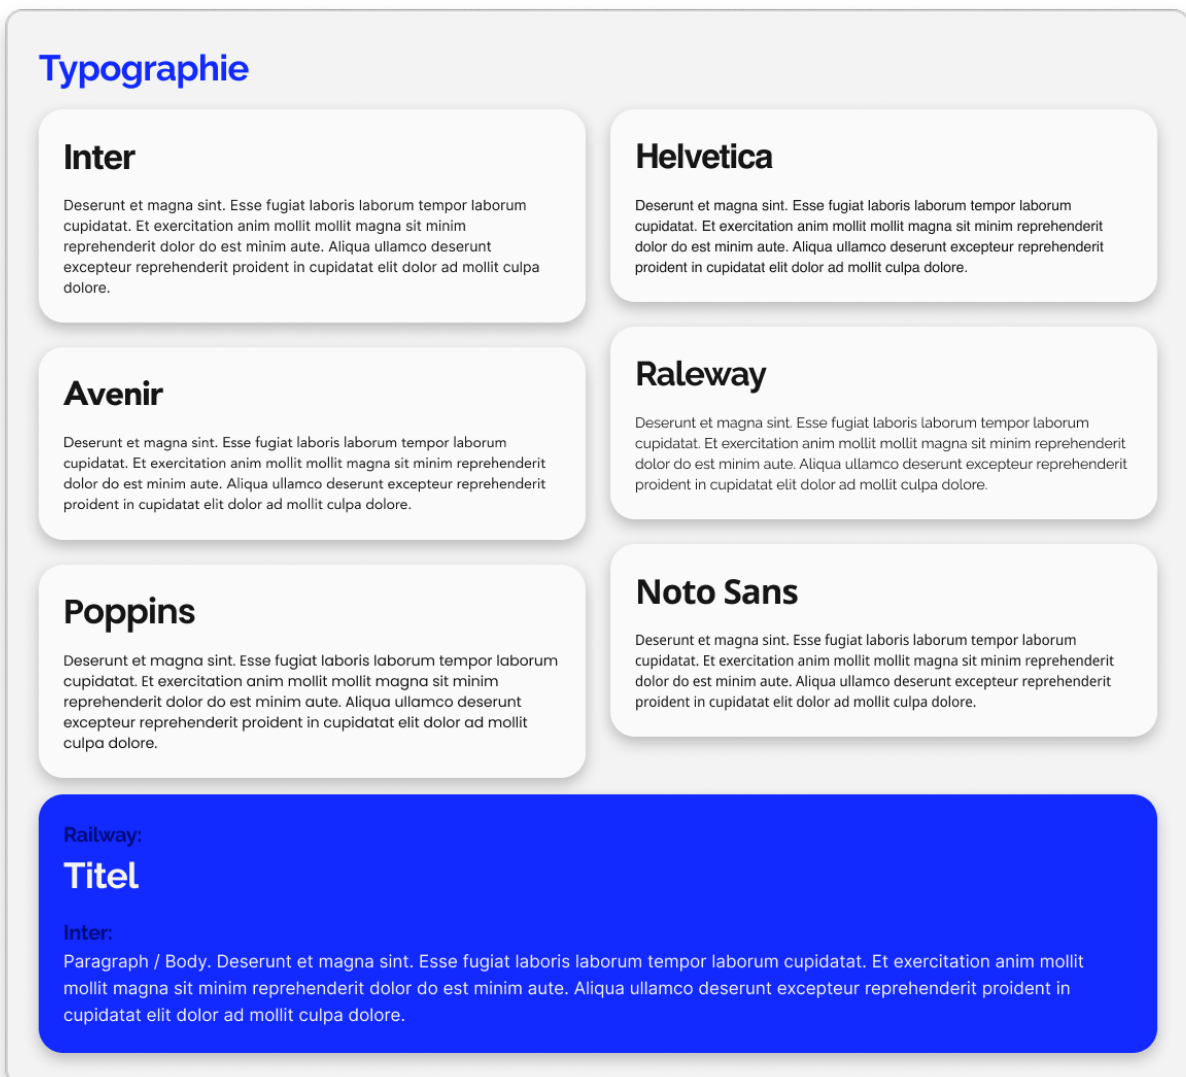 Typographie
Inter
Deserunt et magna sint. Esse fugiat laboris laborum tempor laborum
cupidatat. Et exercitation anim mollit mollit magna sit minim
reprehenderit dolor do est minim aute. Aliqua ullamco deserunt
excepteur reprehenderit proident in cupidatat elit dolor ad mollit culpa
dolore.
Helvetica
Deserunt et magna sint. Esse fugiat laboris laborum tempor laborum
cupidatat. Et exercitation anim mollit mollit magna sit minim reprehenderit
dolor do est minim aute. Aliqua ullamco deserunt excepteur reprehenderit
proident in cupidatat elit dolor ad mollit culpa dolore.
Avenir
Deserunt et magna sint. Esse fugiat laboris laborum tempor laborum
cupidatat. Et exercitation anim mollit mollit magna sit minim reprehenderit
dolor do est minim aute. Aliqua ullamco deserunt excepteur reprehenderit
proident in cupidatat elit dolor ad mollit culpa dolore.
Raleway
Deserunt et magna sint. Esse fugiat laboris laborum tempor laborum
cupidatat. Et exercitation anim mollit mollit magna sit minim reprehenderit
dolor do est minim aute. Aliqua ullamco deserunt excepteur reprehenderit
proident in cupidatat elit dolor ad mollit culpa dolore.
Poppins
Deserunt et magna sint. Esse fugiat laboris laborum tempor laborum
cupidatat. Et exercitation anim mollit mollit magna sit minim
reprehenderit dolor do est minim aute. Aliqua ullamco deserunt
excepteur reprehenderit proident in cupidatat elit dolor ad mollit
culpa dolore.
Noto Sans
Deserunt et magna sint. Esse fugiat laboris laborum tempor laborum
cupidatat. Et exercitation anim mollit mollit magna sit minim reprehenderit
dolor do est minim aute. Aliqua ullamco deserunt excepteur reprehenderit
proident in cupidatat elit dolor ad mollit culpa dolore.
Railway:
Titel
Inter:
Paragraph / Body. Deserunt et magna sint. Esse fugiat laboris laborum tempor laborum cupidatat. Et exercitation anim mollit
mollit magna sit minim reprehenderit dolor do est minim aute. Aliqua ullamco deserunt excepteur reprehenderit proident in
cupidatat elit dolor ad mollit culpa dolore.